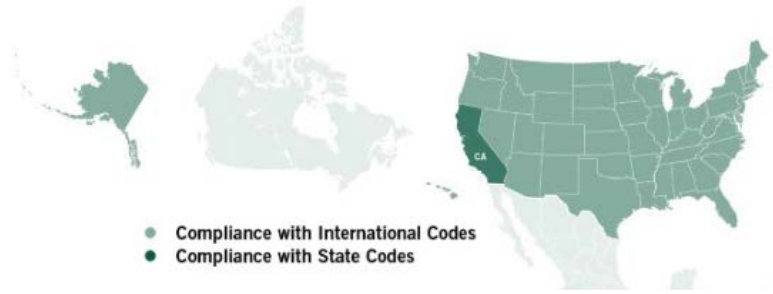 CA
Compliance with International Codes
Compliance with State Codes